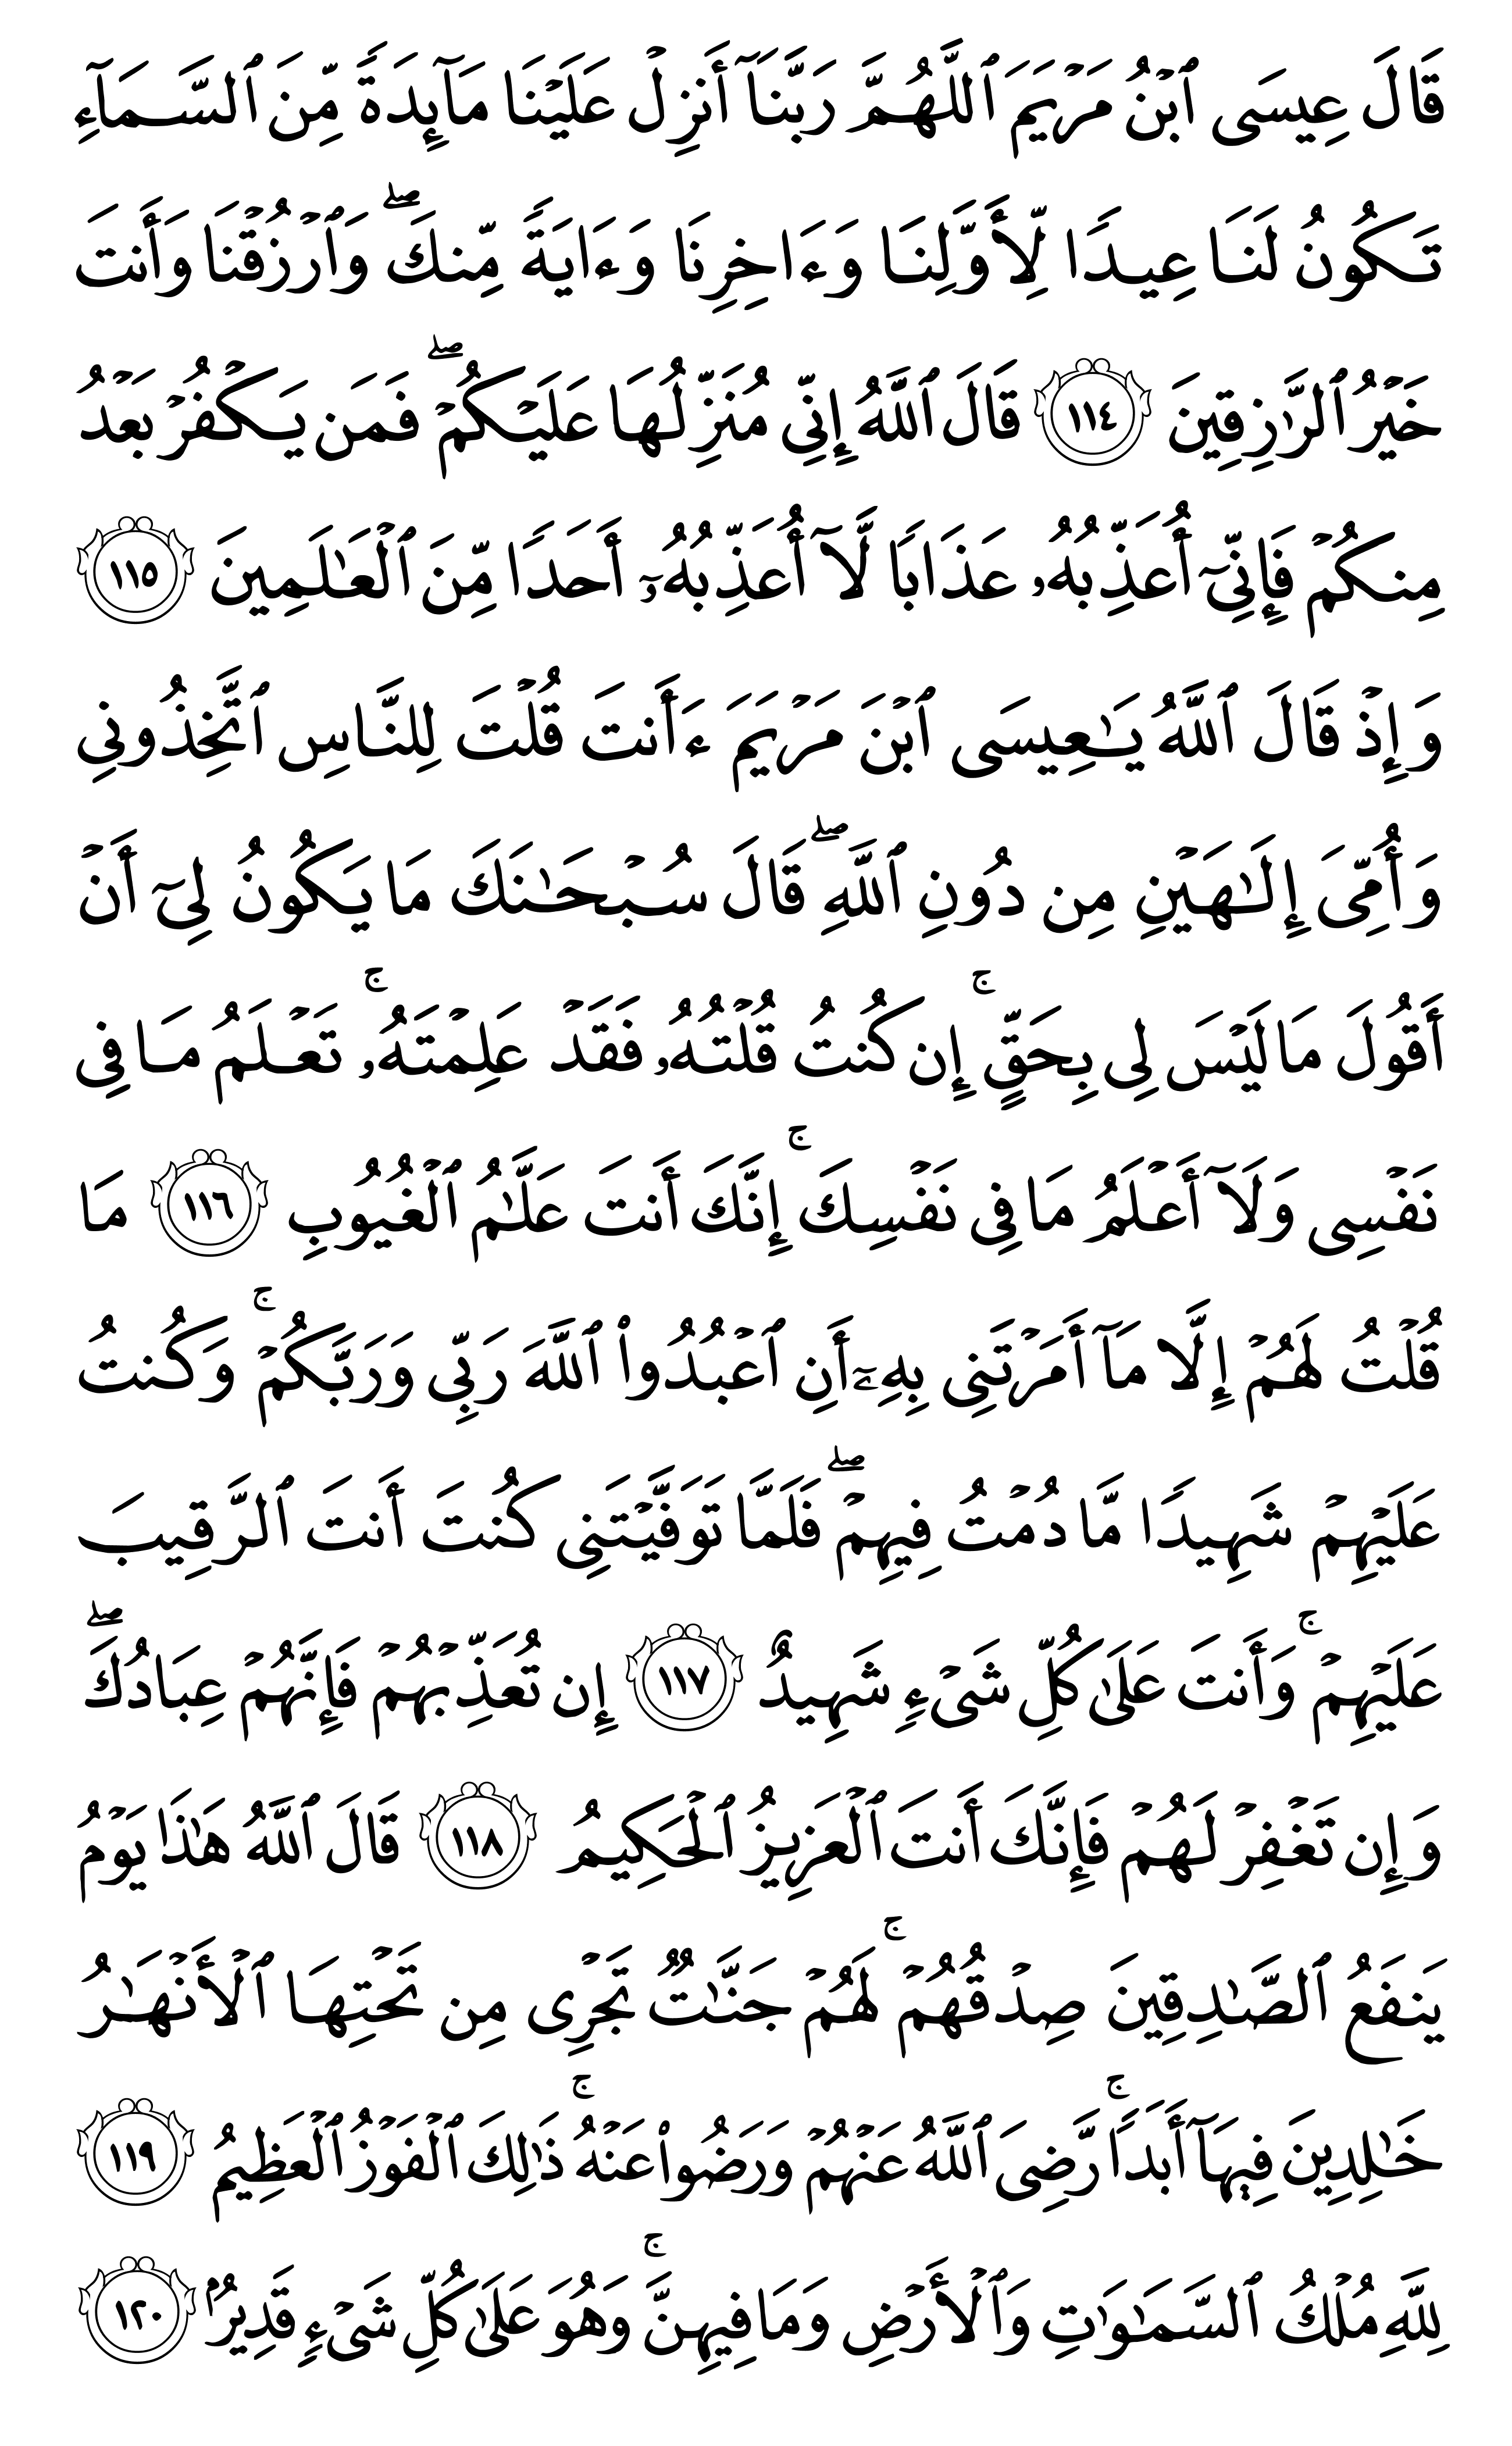 قَالَ عِيسَى ٱبۡنُ مَرۡيَمَ ٱللَّهُمَّ رَبَّنَآ أَنزِلۡ عَلَيۡنَا مَآئِدَةٗ مِّنَ ٱلسَّمَآءِ
تَكُونُ لَنَا عِيدٗا لِّأَوَّلِنَا وَءَاخِرِنَا وَءَايَةٗ مِّنكَۖ وَٱرۡزُقۡنَا وَأَنتَ
خَيۡرُ ٱلرَّٰزِقِينَ ١١٤ قَالَ ٱللَّهُ إِنِّي مُنَزِّلُهَا عَلَيۡكُمۡۖ فَمَن يَكۡفُرۡ بَعۡدُ
مِنكُمۡ فَإِنِّيٓ أُعَذِّبُهُۥ عَذَابٗا لَّآ أُعَذِّبُهُۥٓ أَحَدٗا مِّنَ ٱلۡعَٰلَمِينَ ١١٥
وَإِذۡ قَالَ ٱللَّهُ يَٰعِيسَى ٱبۡنَ مَرۡيَمَ ءَأَنتَ قُلۡتَ لِلنَّاسِ ٱتَّخِذُونِي
وَأُمِّيَ إِلَٰهَيۡنِ مِن دُونِ ٱللَّهِۖ قَالَ سُبۡحَٰنَكَ مَا يَكُونُ لِيٓ أَنۡ
أَقُولَ مَا لَيۡسَ لِي بِحَقٍّۚ إِن كُنتُ قُلۡتُهُۥ فَقَدۡ عَلِمۡتَهُۥۚ تَعۡلَمُ مَا فِي
نَفۡسِي وَلَآ أَعۡلَمُ مَا فِي نَفۡسِكَۚ إِنَّكَ أَنتَ عَلَّٰمُ ٱلۡغُيُوبِ ١١٦ مَا
قُلۡتُ لَهُمۡ إِلَّا مَآ أَمَرۡتَنِي بِهِۦٓ أَنِ ٱعۡبُدُواْ ٱللَّهَ رَبِّي وَرَبَّكُمۡۚ وَكُنتُ
عَلَيۡهِمۡ شَهِيدٗا مَّا دُمۡتُ فِيهِمۡۖ فَلَمَّا تَوَفَّيۡتَنِي كُنتَ أَنتَ ٱلرَّقِيبَ
عَلَيۡهِمۡۚ وَأَنتَ عَلَىٰ كُلِّ شَيۡءٖ شَهِيدٌ ١١٧ إِن تُعَذِّبۡهُمۡ فَإِنَّهُمۡ عِبَادُكَۖ
وَإِن تَغۡفِرۡ لَهُمۡ فَإِنَّكَ أَنتَ ٱلۡعَزِيزُ ٱلۡحَكِيمُ ١١٨ قَالَ ٱللَّهُ هَٰذَا يَوۡمُ
يَنفَعُ ٱلصَّٰدِقِينَ صِدۡقُهُمۡۚ لَهُمۡ جَنَّٰتٞ تَجۡرِي مِن تَحۡتِهَا ٱلۡأَنۡهَٰرُ
خَٰلِدِينَ فِيهَآ أَبَدٗاۚ رَّضِيَ ٱللَّهُ عَنۡهُمۡ وَرَضُواْ عَنۡهُۚ ذَٰلِكَ ٱلۡفَوۡزُ ٱلۡعَظِيمُ ١١٩
لِلَّهِ مُلۡكُ ٱلسَّمَٰوَٰتِ وَٱلۡأَرۡضِ وَمَا فِيهِنَّۚ وَهُوَ عَلَىٰ كُلِّ شَيۡءٖ قَدِيرُۢ ١٢٠